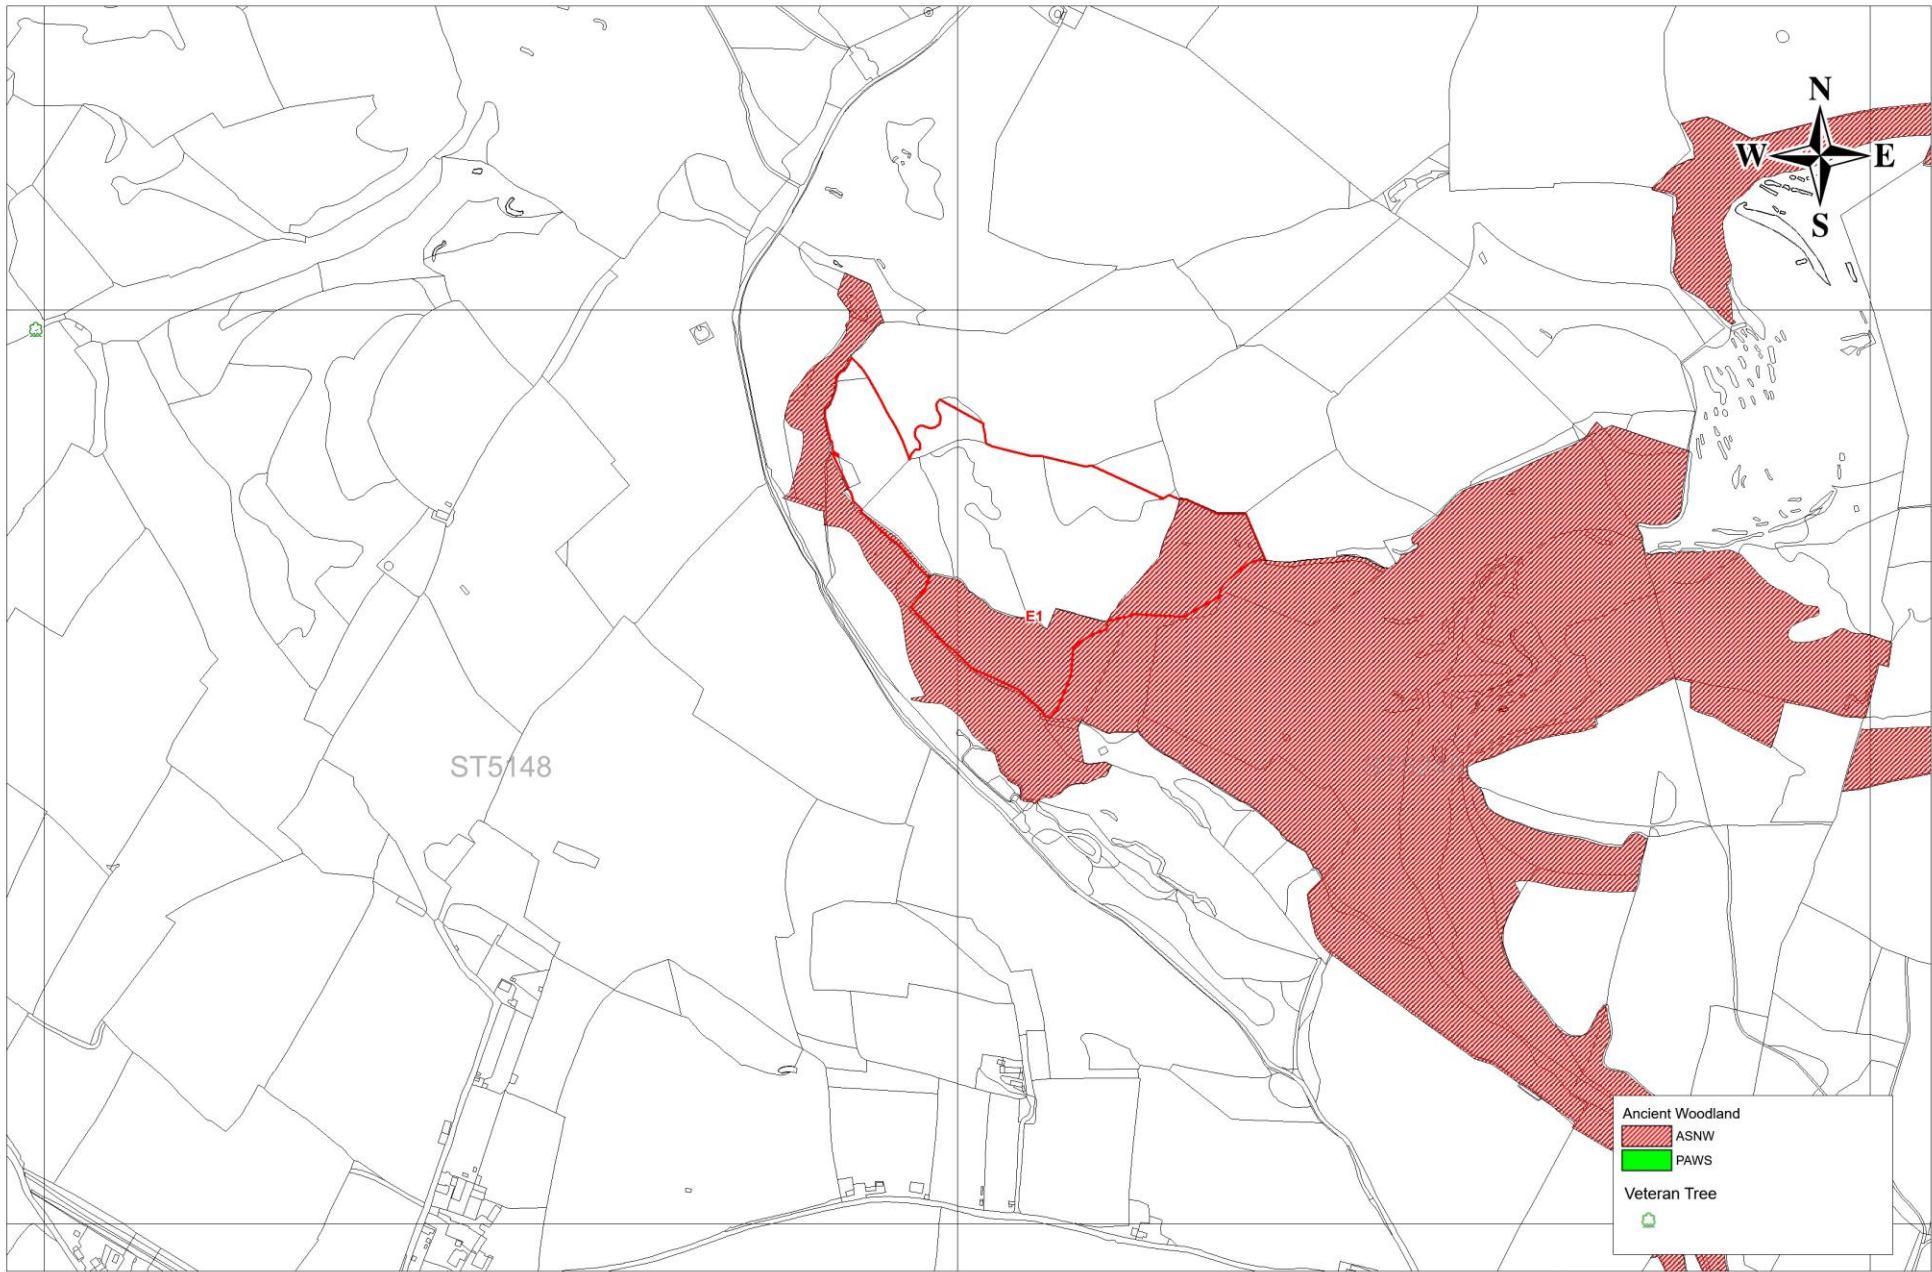 N
W E
S
E1
ST5148
Ancient Woodland
ASNW
PAWS
Veteran Tree